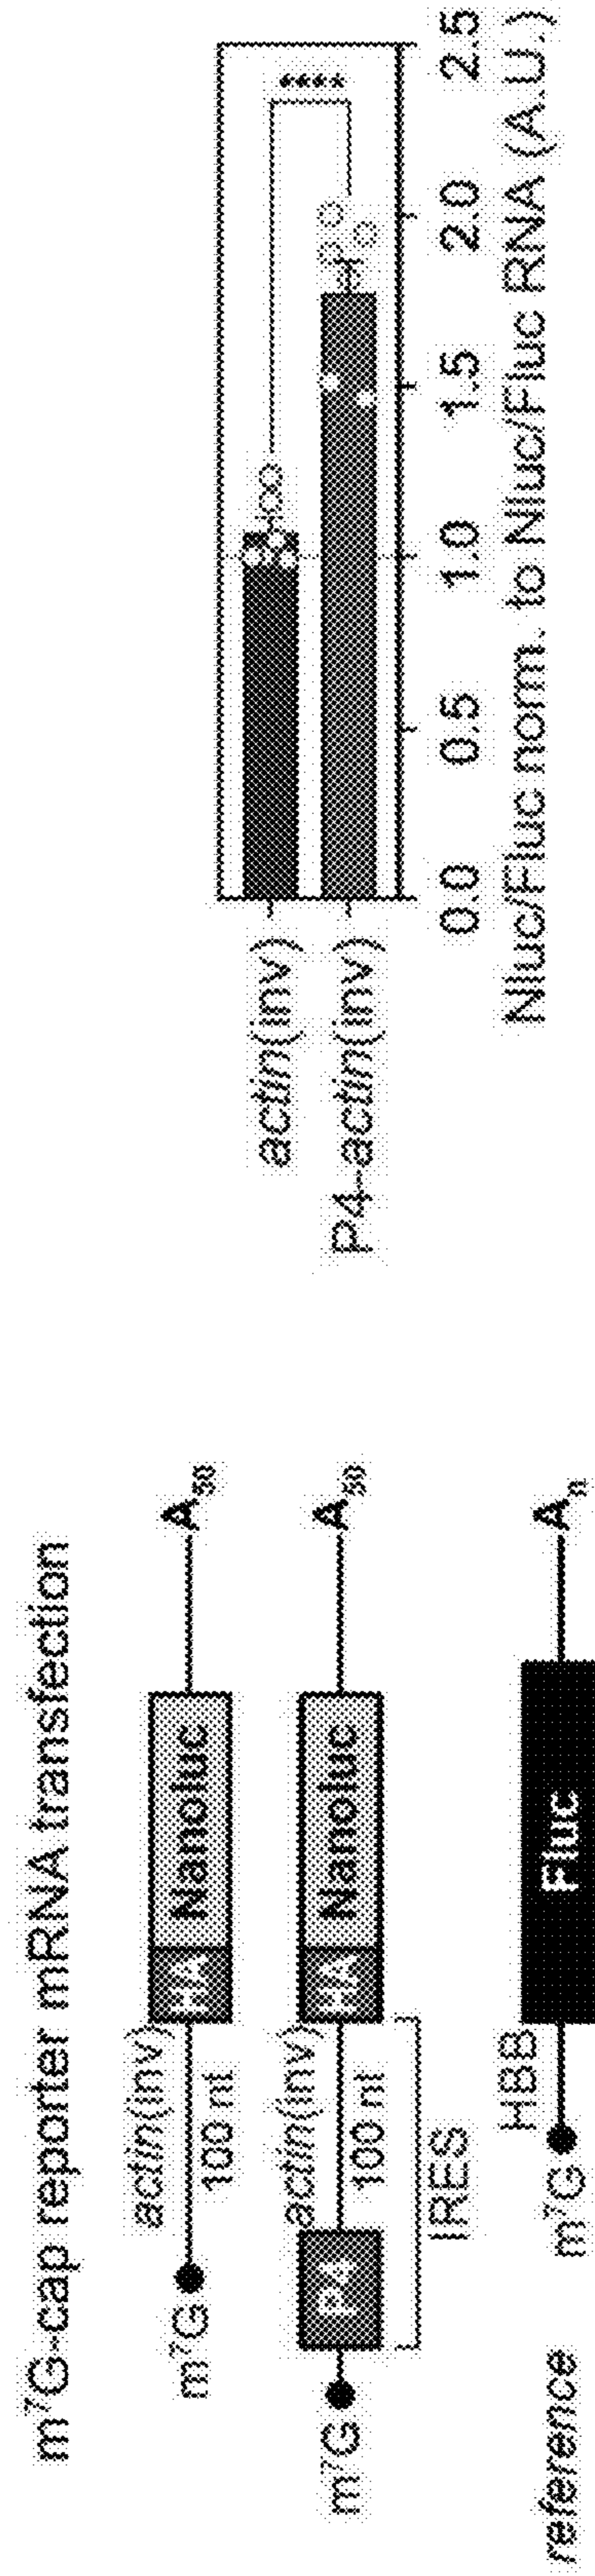 m⁷G-cap reporter mRNA transfection
actin(inv)
m⁷G
100 nt
HA
Nanoluc
A₅₀
actin(inv)
m⁷G
P4
100 nt
HA
Nanoluc
A₅₀
IRES
reference
HBB
m⁷G
Fluc
Aₙ
actin(inv)
P4-actin(inv)
****
0.0 0.5 1.0 1.5 2.0 2.5
Nluc/Fluc norm. to Nluc/Fluc RNA (A.U.)